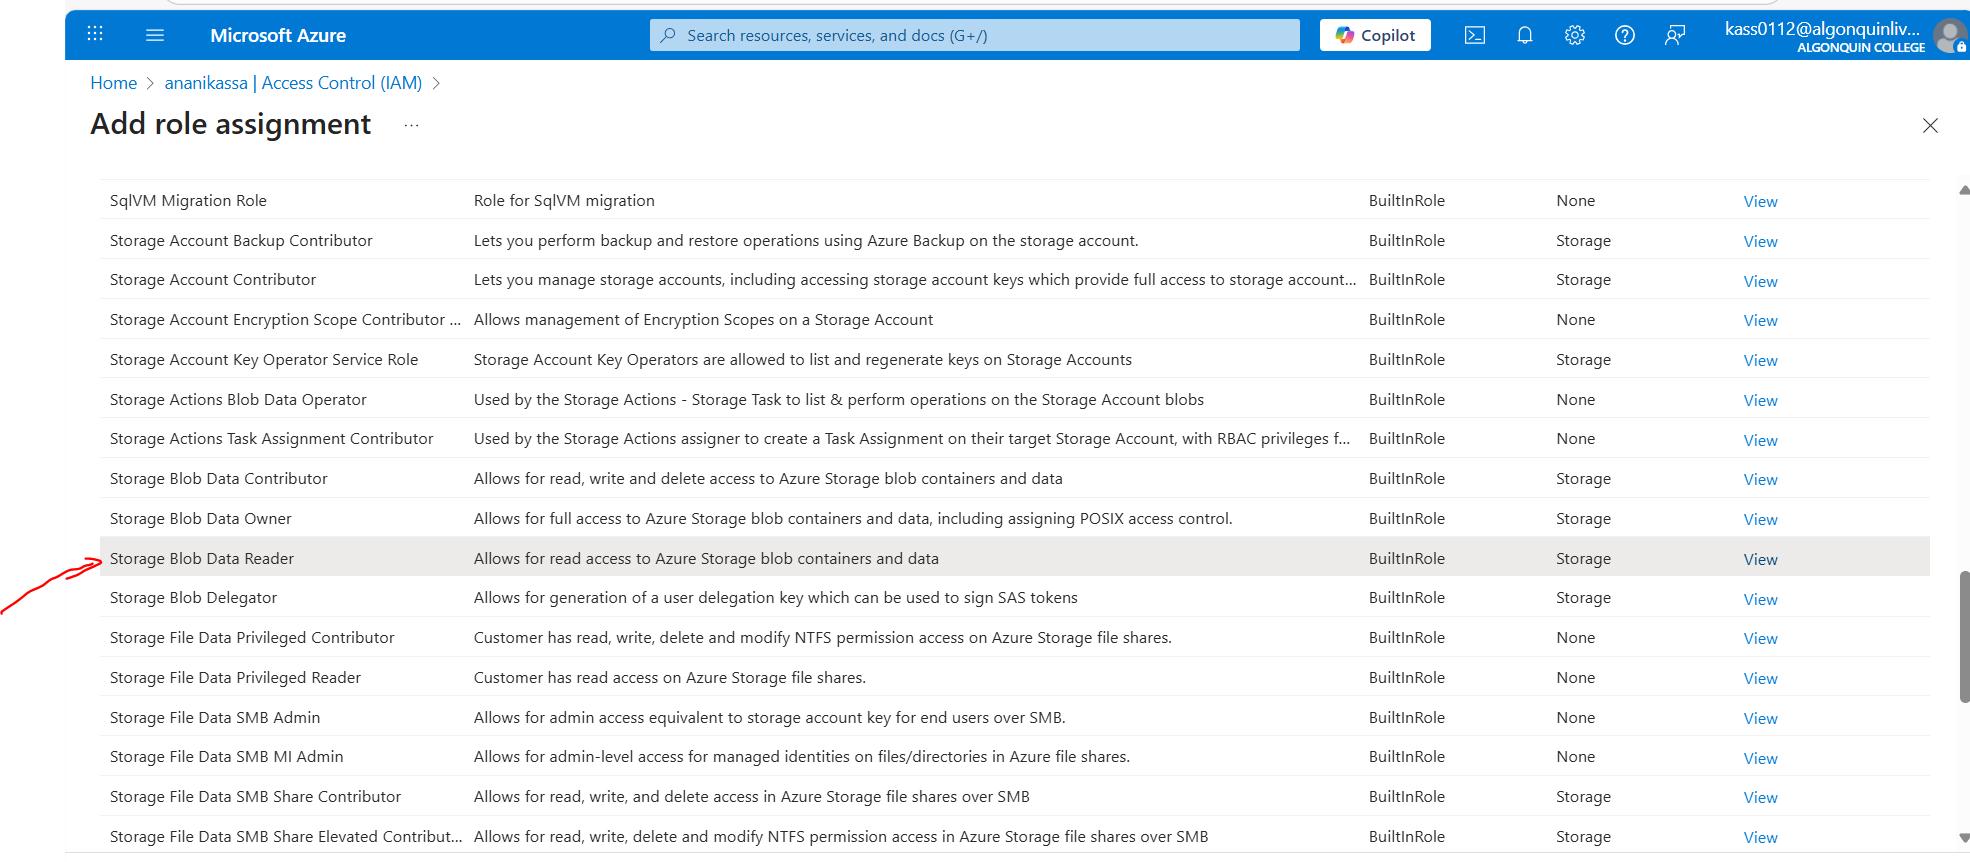 Microsoft Azure
Search resources, services, and docs (G+/)
Copilot
kass0112@algonquinliv...
ALGONQUIN COLLEGE
Home > ananikassa | Access Control (IAM) >
Add role assignment ...
SqlVM Migration Role Role for SqlVM migration BuiltInRole None View
Storage Account Backup Contributor Lets you perform backup and restore operations using Azure Backup on the storage account. BuiltInRole Storage View
Storage Account Contributor Lets you manage storage accounts, including accessing storage account keys which provide full access to storage account... BuiltInRole Storage View
Storage Account Encryption Scope Contributor ... Allows management of Encryption Scopes on a Storage Account BuiltInRole None View
Storage Account Key Operator Service Role Storage Account Key Operators are allowed to list and regenerate keys on Storage Accounts BuiltInRole Storage View
Storage Actions Blob Data Operator Used by the Storage Actions - Storage Task to list & perform operations on the Storage Account blobs BuiltInRole None View
Storage Actions Task Assignment Contributor Used by the Storage Actions assigner to create a Task Assignment on their target Storage Account, with RBAC privileges f... BuiltInRole None View
Storage Blob Data Contributor Allows for read, write and delete access to Azure Storage blob containers and data BuiltInRole Storage View
Storage Blob Data Owner Allows for full access to Azure Storage blob containers and data, including assigning POSIX access control. BuiltInRole Storage View
Storage Blob Data Reader Allows for read access to Azure Storage blob containers and data BuiltInRole Storage View
Storage Blob Delegator Allows for generation of a user delegation key which can be used to sign SAS tokens BuiltInRole Storage View
Storage File Data Privileged Contributor Customer has read, write, delete and modify NTFS permission access on Azure Storage file shares. BuiltInRole None View
Storage File Data Privileged Reader Customer has read access on Azure Storage file shares. BuiltInRole None View
Storage File Data SMB Admin Allows for admin access equivalent to storage account key for end users over SMB. BuiltInRole None View
Storage File Data SMB MI Admin Allows for admin-level access for managed identities on files/directories in Azure file shares. BuiltInRole None View
Storage File Data SMB Share Contributor Allows for read, write, and delete access in Azure Storage file shares over SMB BuiltInRole Storage View
Storage File Data SMB Share Elevated Contribut... Allows for read, write, delete and modify NTFS permission access in Azure Storage file shares over SMB BuiltInRole Storage View